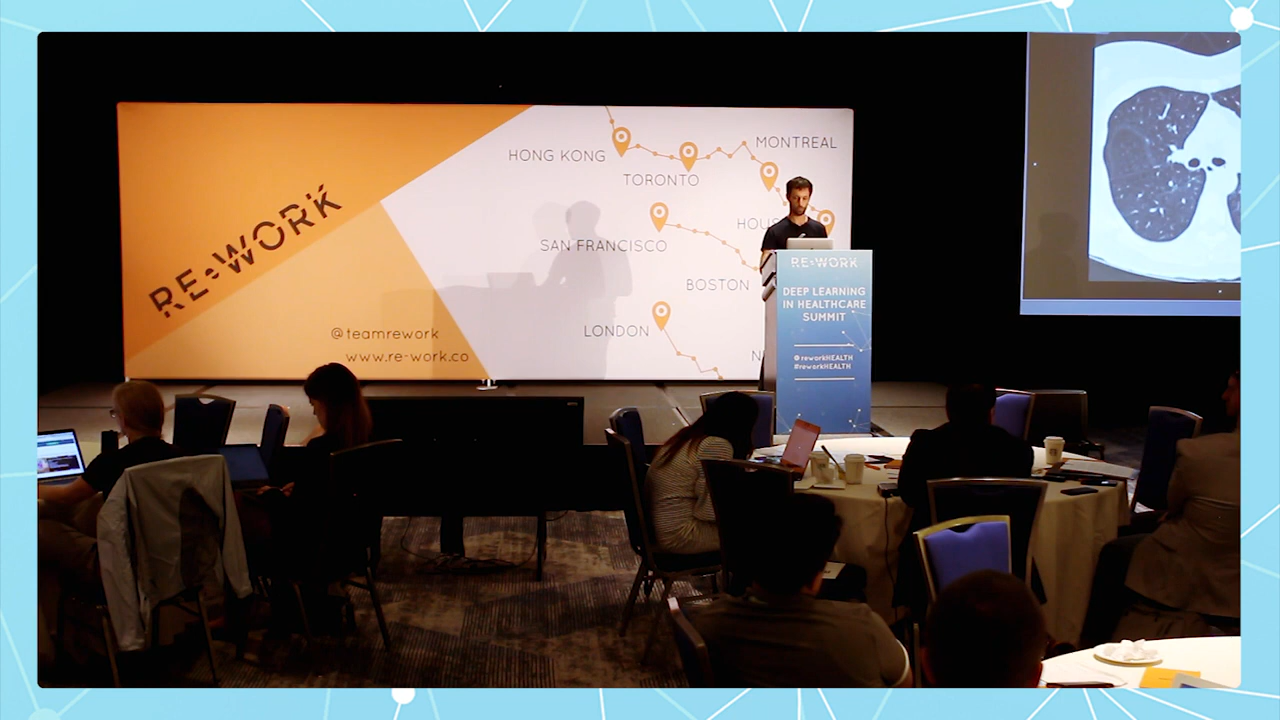 RE•WORK
@teamrework
www.re-work.co
HONG KONG
TORONTO
MONTREAL
SAN FRANCISCO
BOSTON
LONDON
RE•WORK
DEEP LEARNING
IN HEALTHCARE
SUMMIT
@reworkHEALTH
#reworkHEALTH